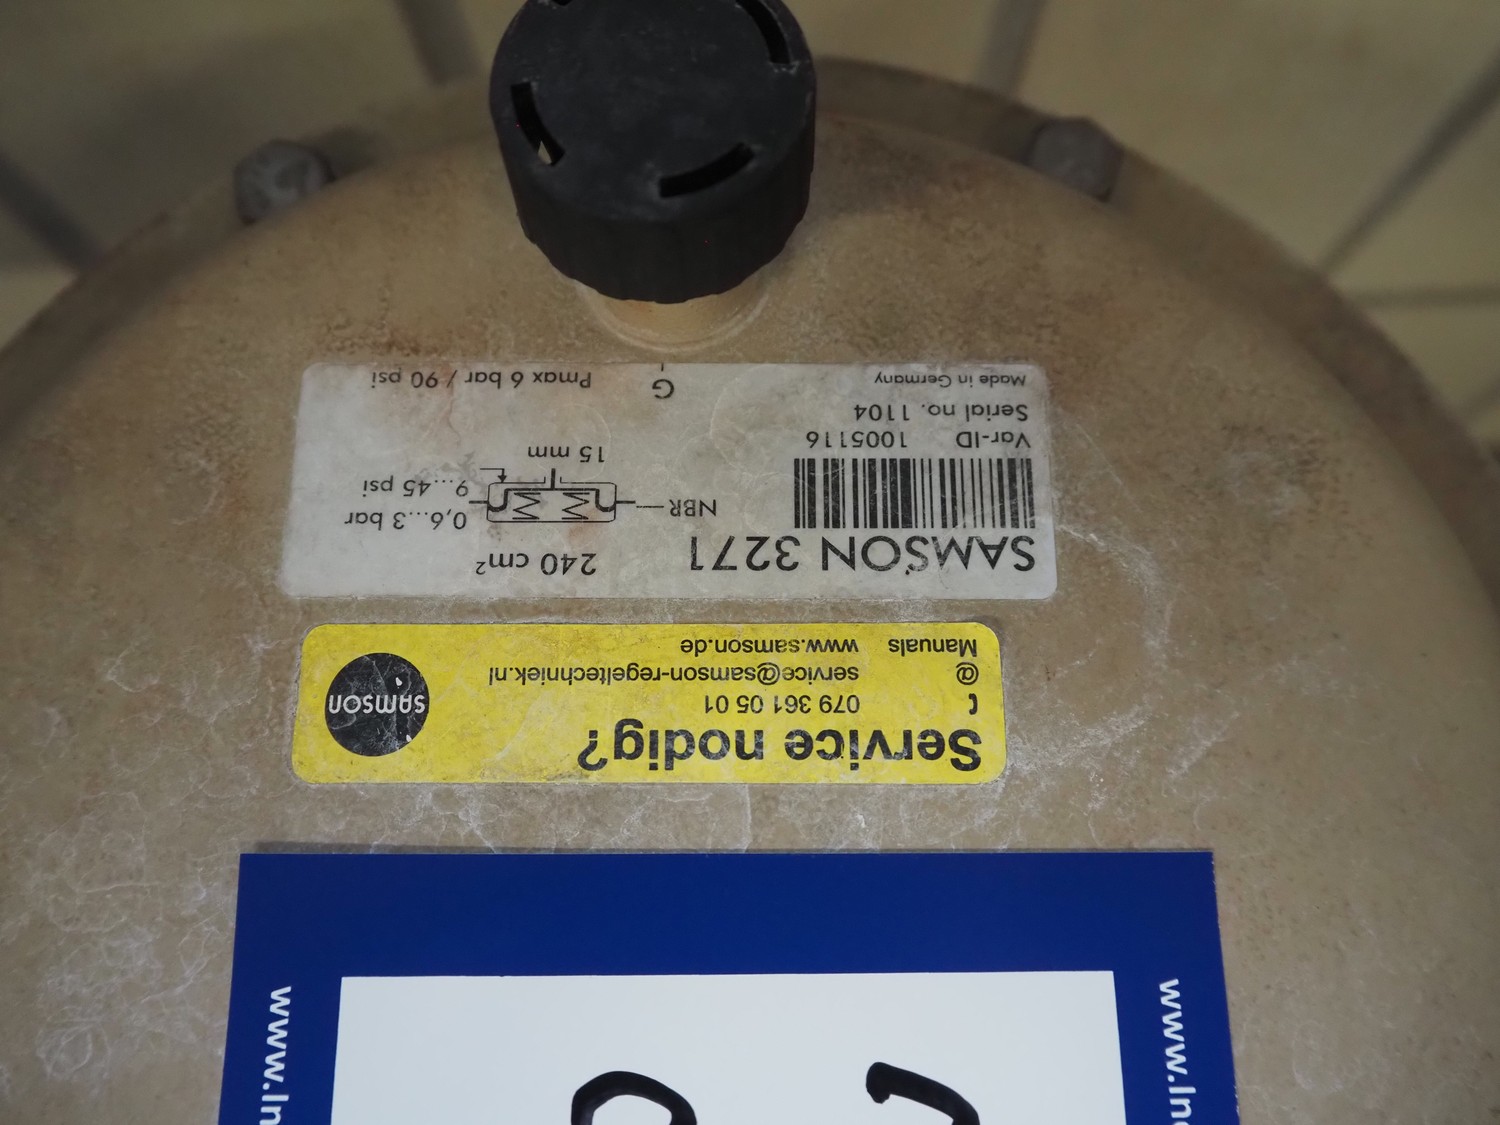 SAMSON 3271
Var-ID 1005116
Serial no. 1104
Made in Germany
240 cm²
NBR
0,6...3 bar
9...45 psi
15 mm
G
Pmax 6 bar / 90 psi
Service nodig?
079 361 05 01
@ service@samson-regeltechniek.nl
Manuals www.samson.de
SAMSON
www.In
www.In